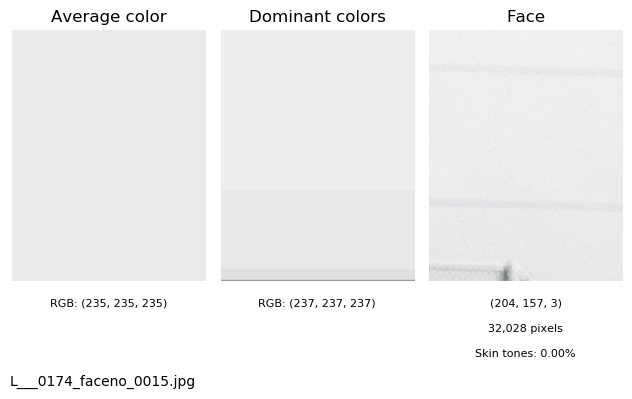 Average color
Dominant colors
Face
RGB: (235, 235, 235)
RGB: (237, 237, 237)
(204, 157, 3)
32,028 pixels
Skin tones: 0.00%
L___0174_faceno_0015.jpg